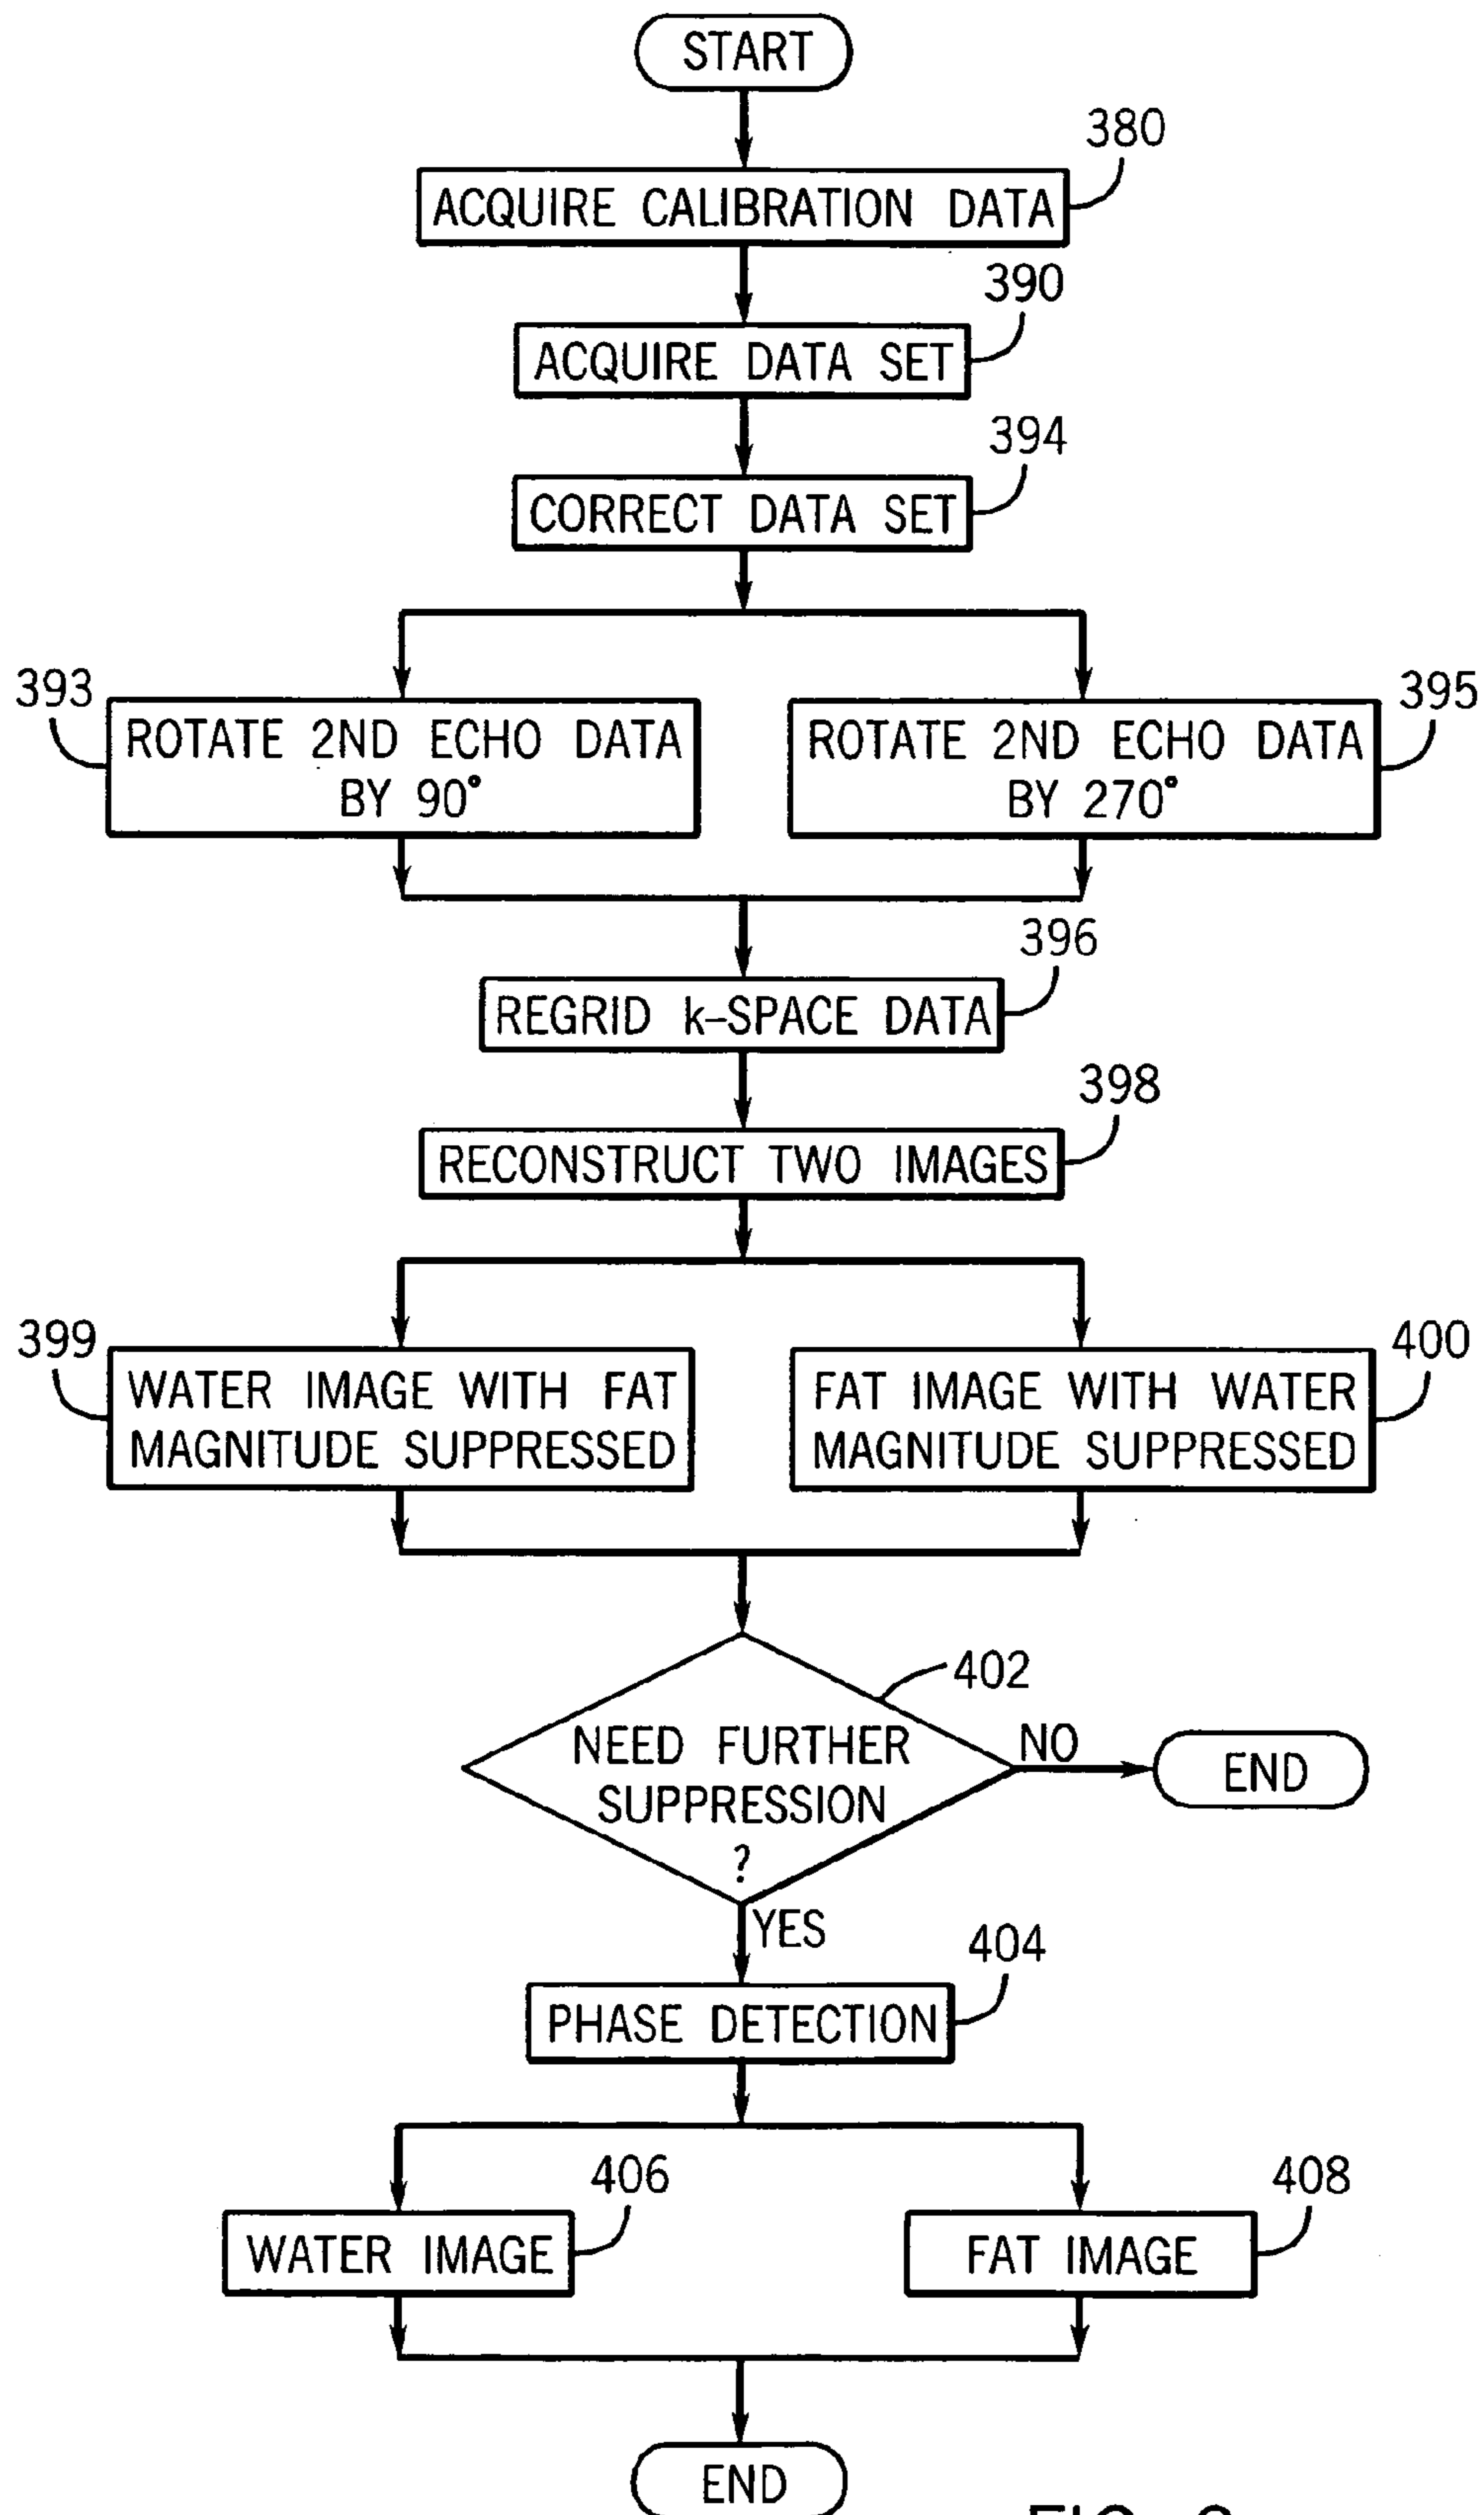 START
380
ACQUIRE CALIBRATION DATA
390
ACQUIRE DATA SET
394
CORRECT DATA SET
393
ROTATE 2ND ECHO DATA
BY 90°
395
ROTATE 2ND ECHO DATA
BY 270°
396
REGRID k-SPACE DATA
398
RECONSTRUCT TWO IMAGES
399
WATER IMAGE WITH FAT
MAGNITUDE SUPPRESSED
400
FAT IMAGE WITH WATER
MAGNITUDE SUPPRESSED
402
NEED FURTHER
SUPPRESSION
?
NO
END
YES
404
PHASE DETECTION
406
WATER IMAGE
408
FAT IMAGE
END